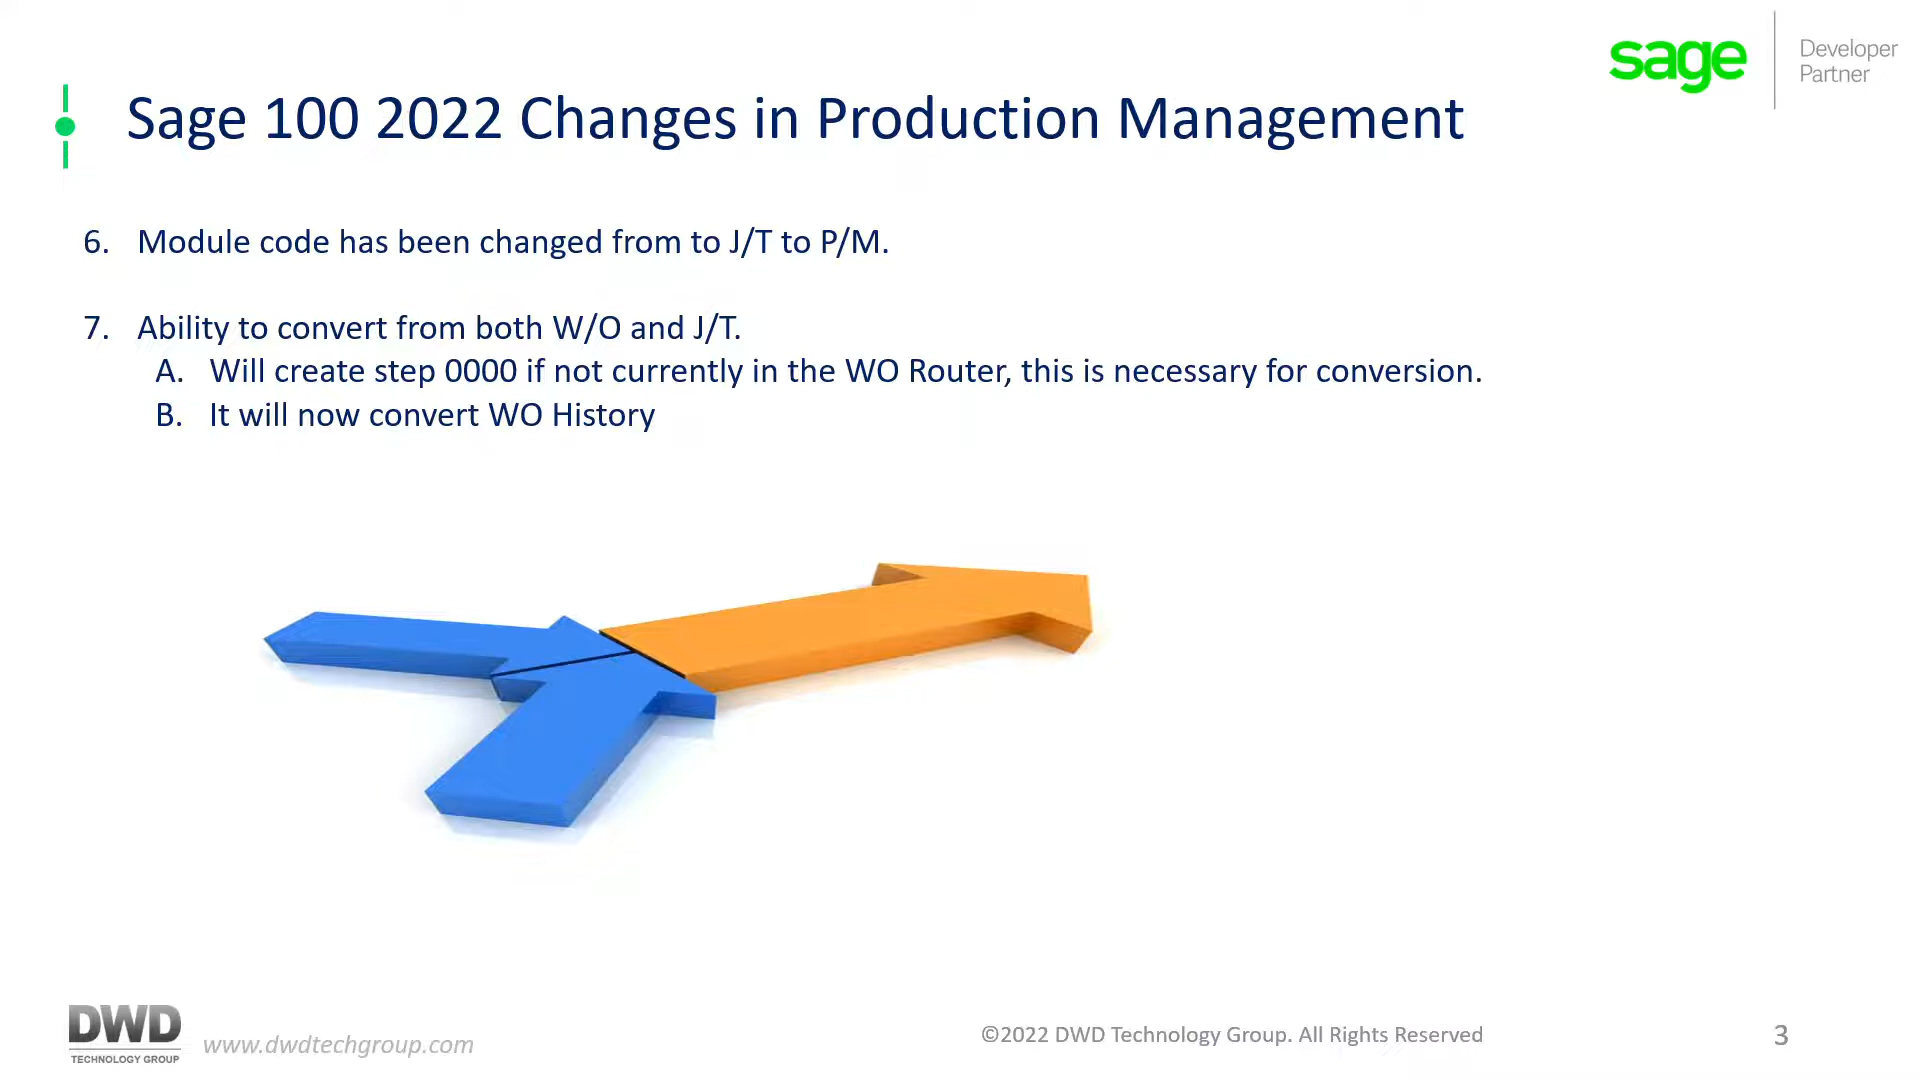 sage
Developer
Partner
Sage 100 2022 Changes in Production Management
6. Module code has been changed from to J/T to P/M.
7. Ability to convert from both W/O and J/T.
A. Will create step 0000 if not currently in the WO Router, this is necessary for conversion.
B. It will now convert WO History
DWD
TECHNOLOGY GROUP
www.dwdtechgroup.com
©2022 DWD Technology Group. All Rights Reserved
3